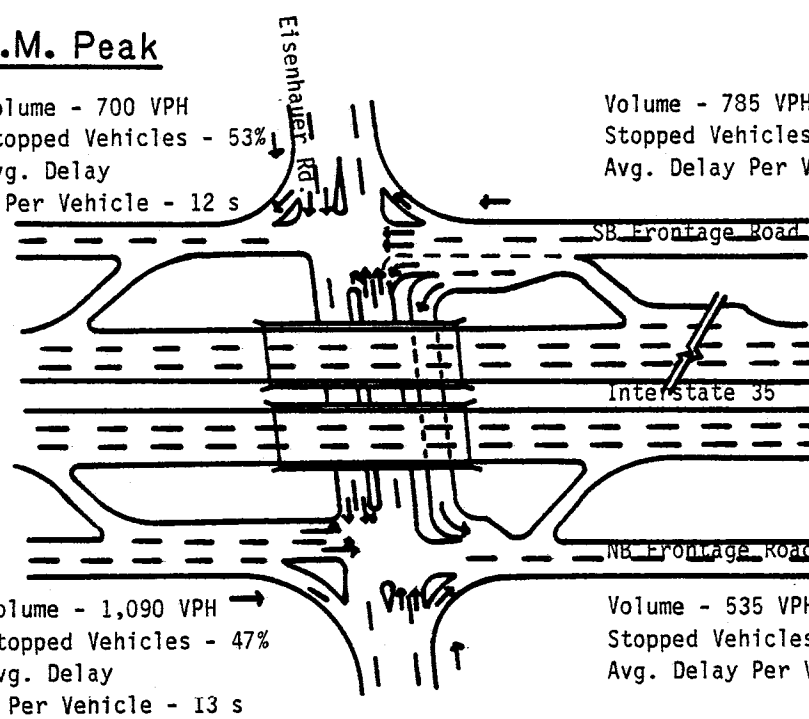 .M. Peak
Eisenhauer Rd.
olume - 700 VPH
topped Vehicles - 53%
vg. Delay
Per Vehicle - 12 s
Volume - 785 VPH
Stopped Vehicles
Avg. Delay Per V
SB Frontage Road
Interstate 35
NB Frontage Road
olume - 1,090 VPH
topped Vehicles - 47%
vg. Delay
Per Vehicle - 13 s
Volume - 535 VPH
Stopped Vehicles
Avg. Delay Per V